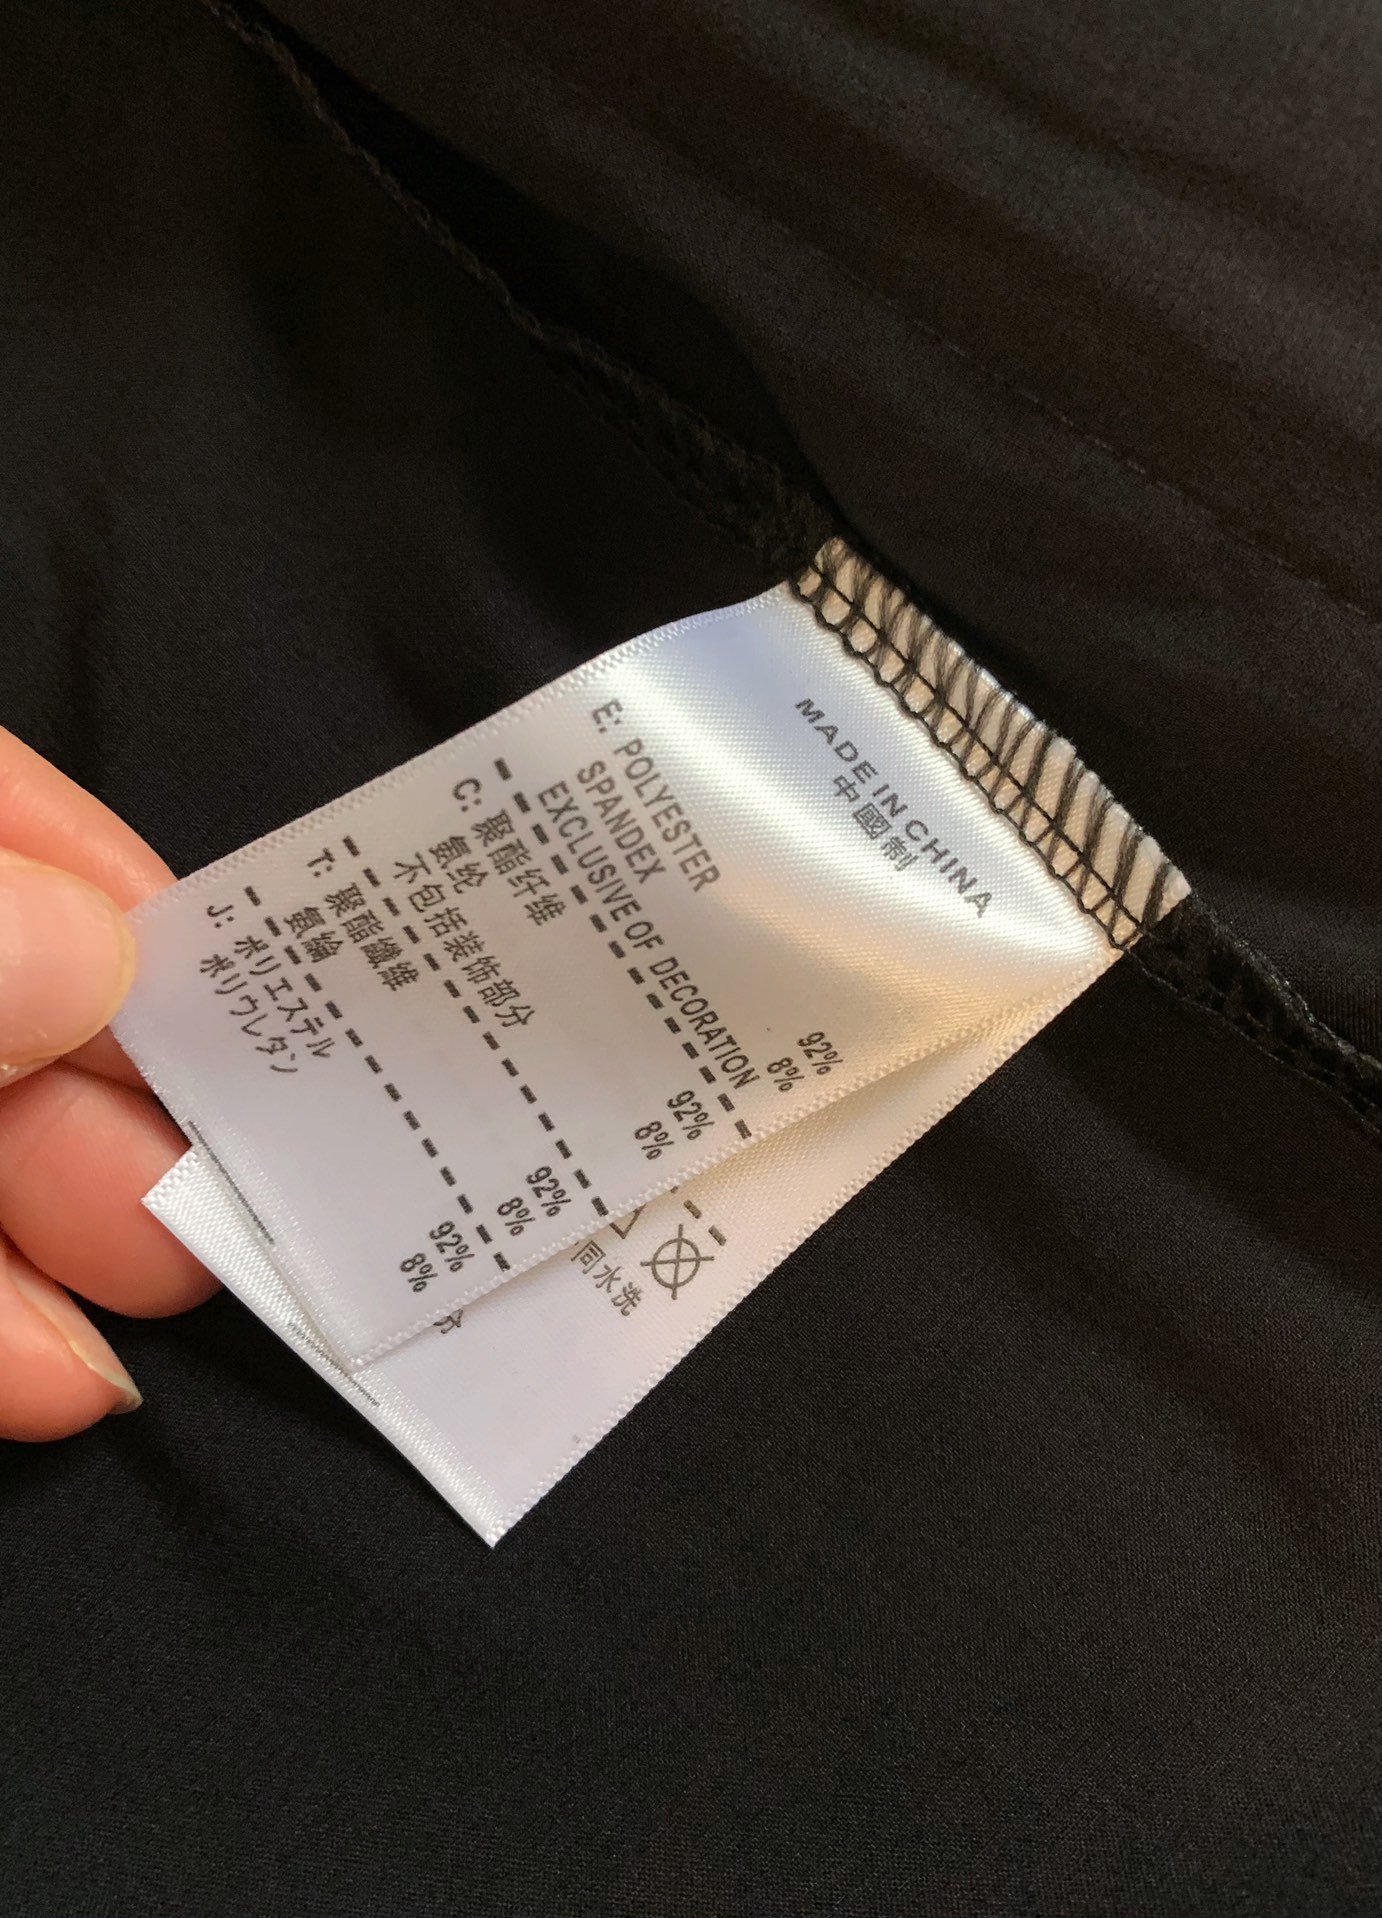 MADE IN CHINA
中國制
E: POLYESTER 92%
SPANDEX 8%
EXCLUSIVE OF DECORATION
C: 聚酯纤维 92%
氨纶 8%
不包括装饰部分
T: 聚酯纖維 92%
氨綸 8%
J: ポリエステル 92%
ポリウレタン 8%
同水洗
分